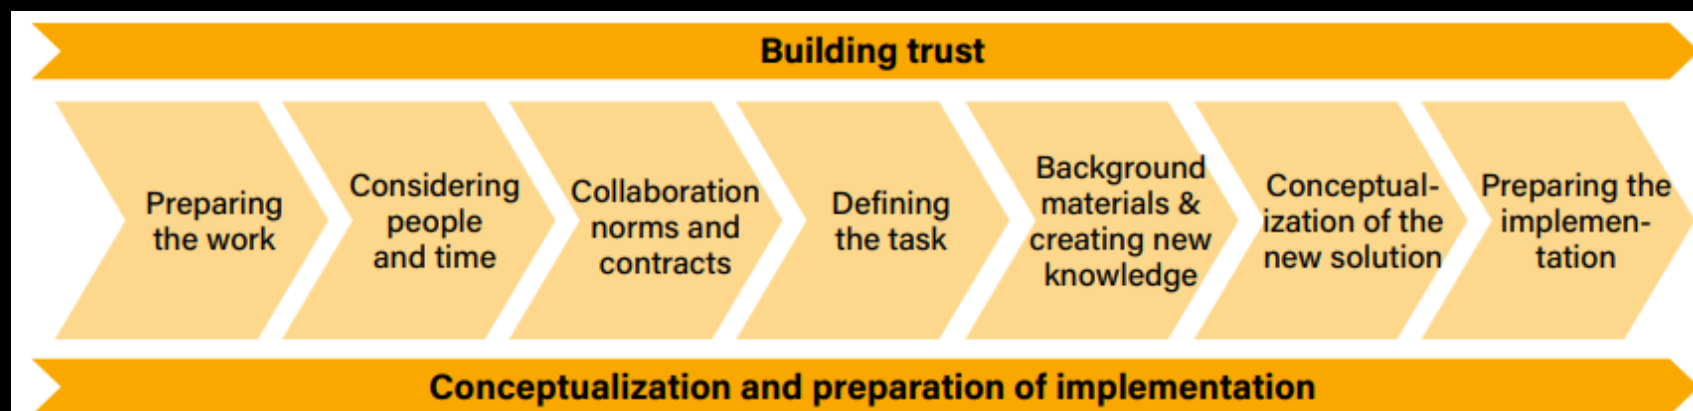 Building trust
Preparing
the work
Considering
people
and time
Collaboration
norms and
contracts
Defining
the task
Background
materials &
creating new
knowledge
Conceptual-
ization of the
new solution
Preparing the
implemen-
tation
Conceptualization and preparation of implementation